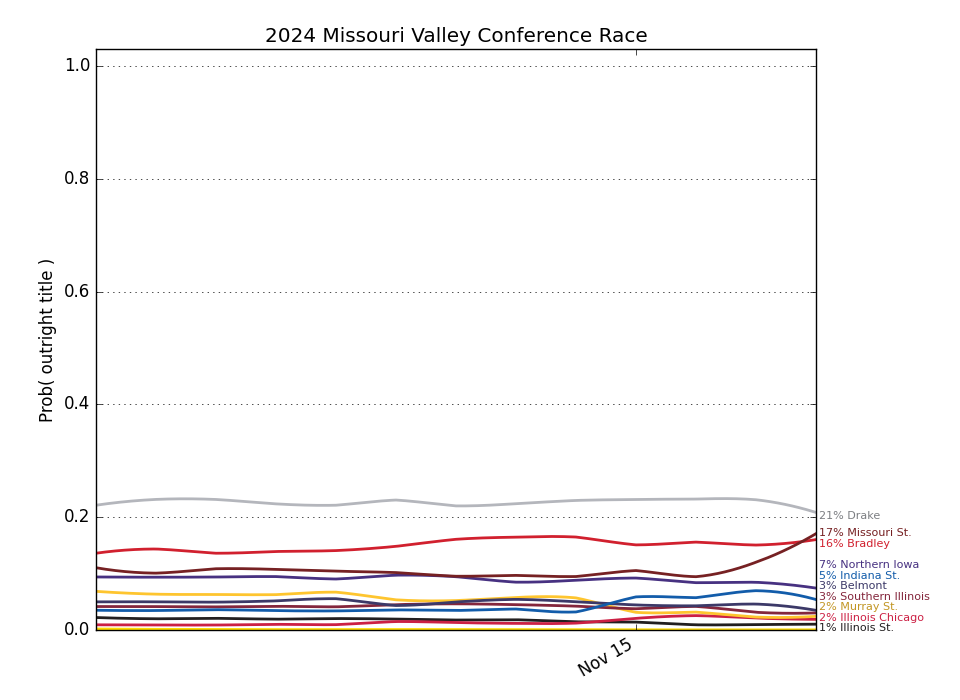 2024 Missouri Valley Conference Race
1.0
0.8
0.6
0.4
0.2
0.0
Prob( outright title )
21% Drake
17% Missouri St.
16% Bradley
7% Northern Iowa
5% Indiana St.
3% Belmont
3% Southern Illinois
2% Murray St.
2% Illinois Chicago
1% Illinois St.
Nov 15